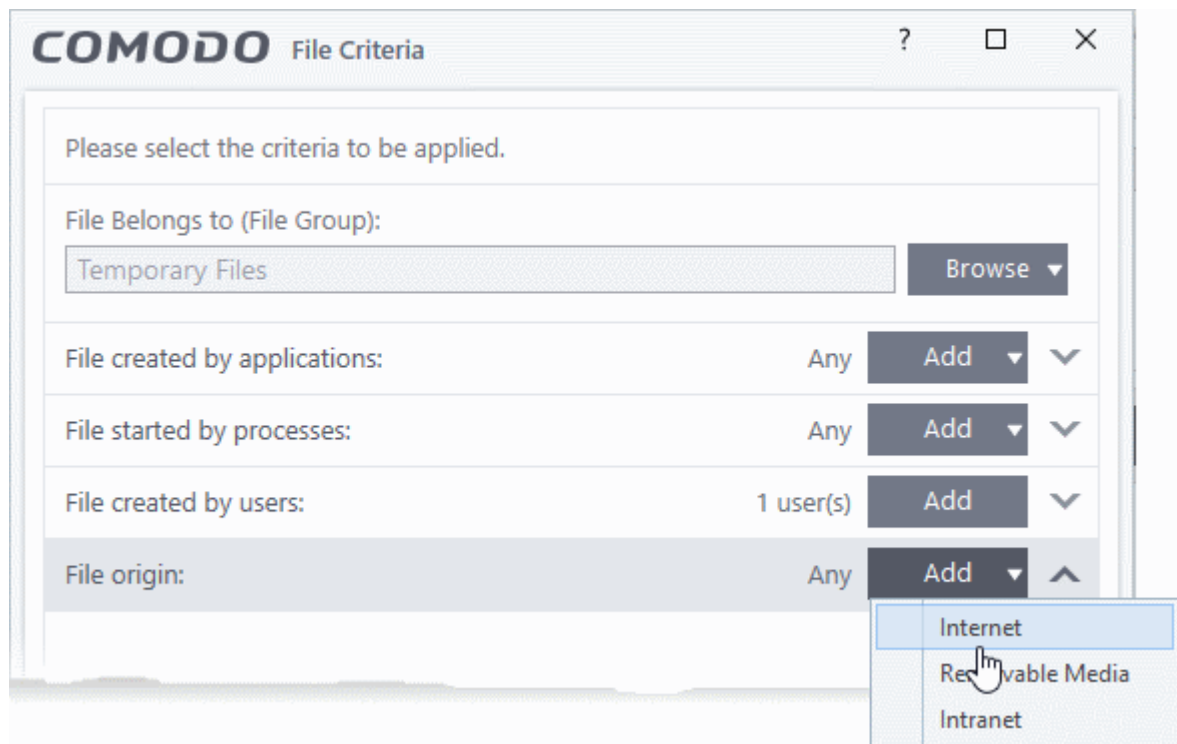 COMODO File Criteria ?
Please select the criteria to be applied.
File Belongs to (File Group):
Temporary Files Browse
File created by applications: Any Add
File started by processes: Any Add
File created by users: 1 user(s) Add
File origin: Any Add
Internet
Removable Media
Intranet